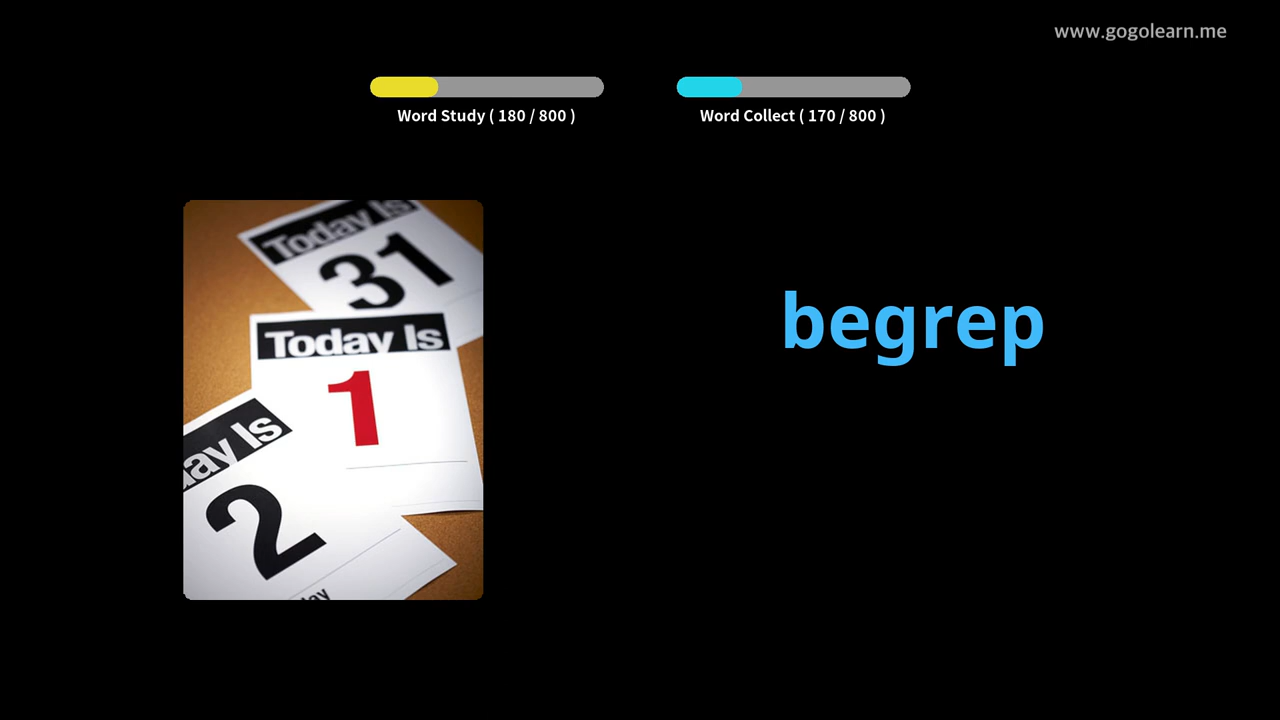 www.gogolearn.me
Word Study ( 180 / 800 )
Word Collect ( 170 / 800 )
Today Is
31
Today Is
1
day Is
2
begrep